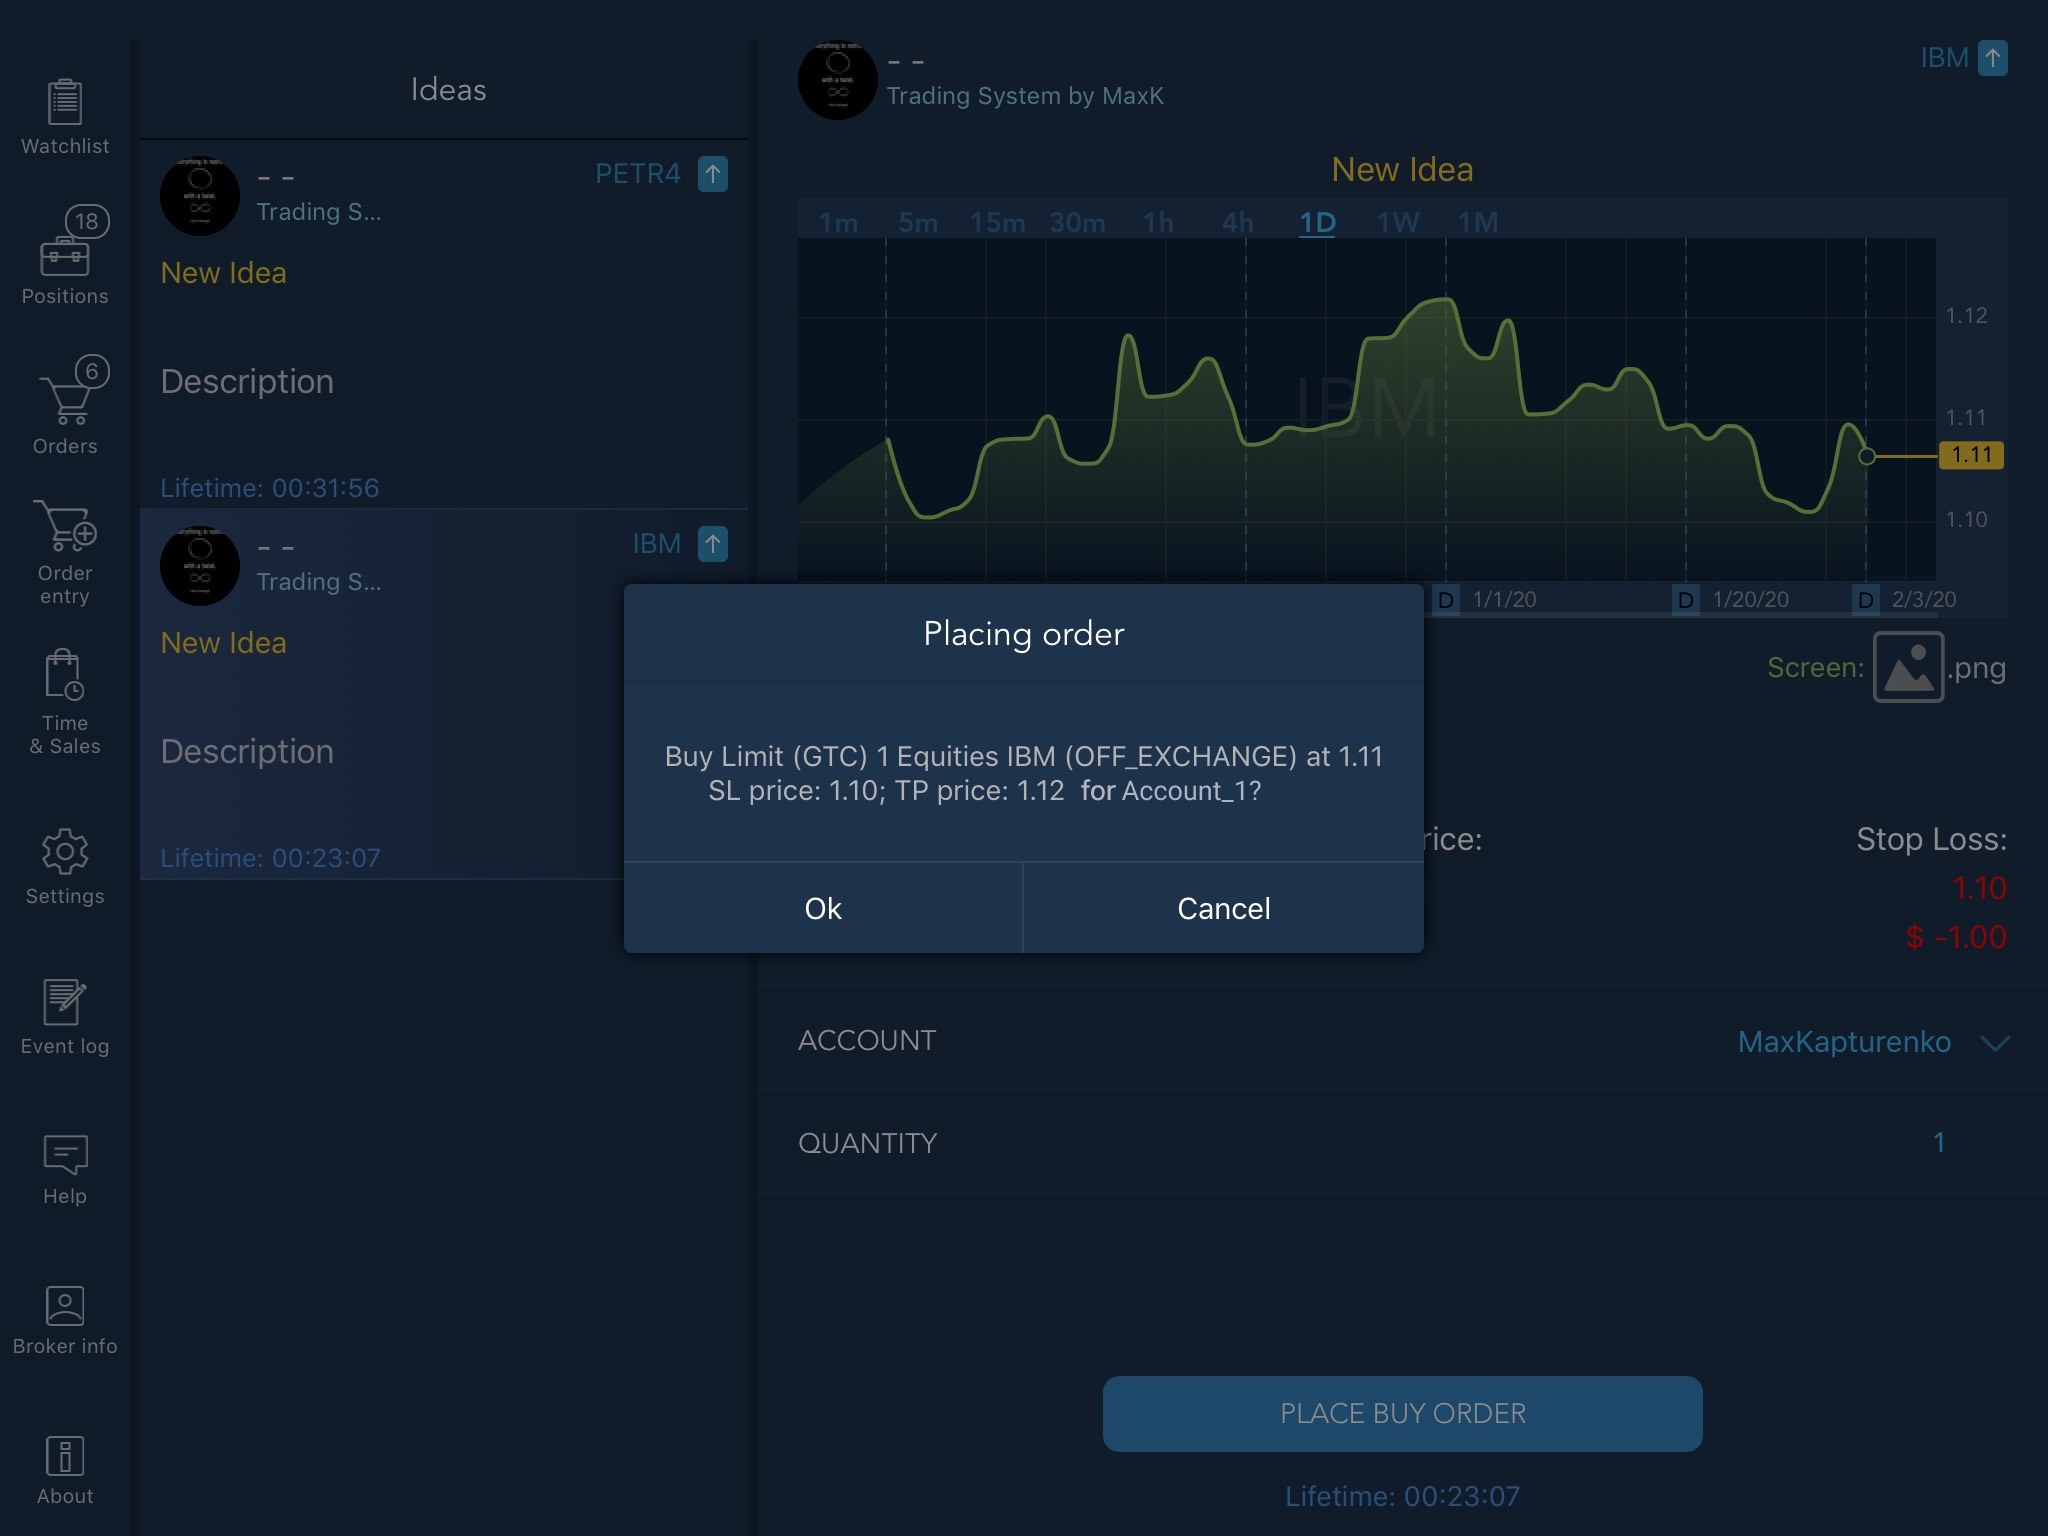 Watchlist
18
Positions
6
Orders
Order
entry
Time
& Sales
Settings
Event log
Help
Broker info
About
Ideas
- -
Trading S...
PETR4
New Idea
Description
Lifetime: 00:31:56
- -
Trading S...
IBM
New Idea
Description
Lifetime: 00:23:07
- -
Trading System by MaxK
IBM
New Idea
1m 5m 15m 30m 1h 4h 1D 1W 1M
IBM
1.12
1.11
1.11
1.10
D 1/1/20 D 1/20/20 D 2/3/20
Screen: .png
Placing order
Buy Limit (GTC) 1 Equities IBM (OFF_EXCHANGE) at 1.11
SL price: 1.10; TP price: 1.12 for Account_1?
Ok Cancel
rice:
Stop Loss:
1.10
$ -1.00
ACCOUNT MaxKapturenko
QUANTITY 1
PLACE BUY ORDER
Lifetime: 00:23:07